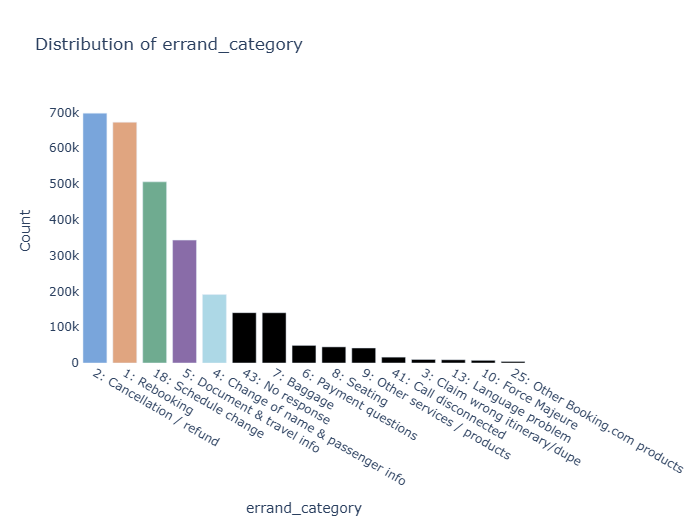 Distribution of errand_category
700k
600k
500k
400k
300k
200k
100k
0
Count
2: Cancellation / refund
1: Rebooking
18: Schedule change
5: Document & travel info
4: Change of name & passenger info
43: No response
7: Baggage
6: Payment questions
8: Seating
9: Other services / products
41: Call disconnected
3: Claim wrong itinerary/dupe
13: Language problem
10: Force Majeure
25: Other Booking.com products
errand_category